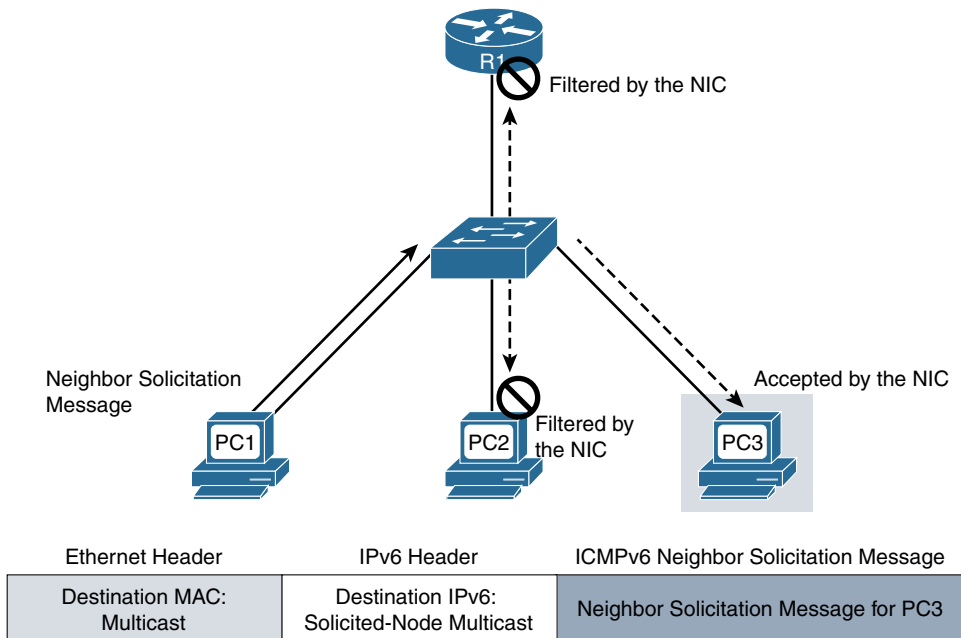 R1
Filtered by the NIC
Neighbor Solicitation
Message
Accepted by the NIC
PC1
PC2
Filtered by
the NIC
PC3
Ethernet Header
IPv6 Header
ICMPv6 Neighbor Solicitation Message
Destination MAC:
Multicast
Destination IPv6:
Solicited-Node Multicast
Neighbor Solicitation Message for PC3